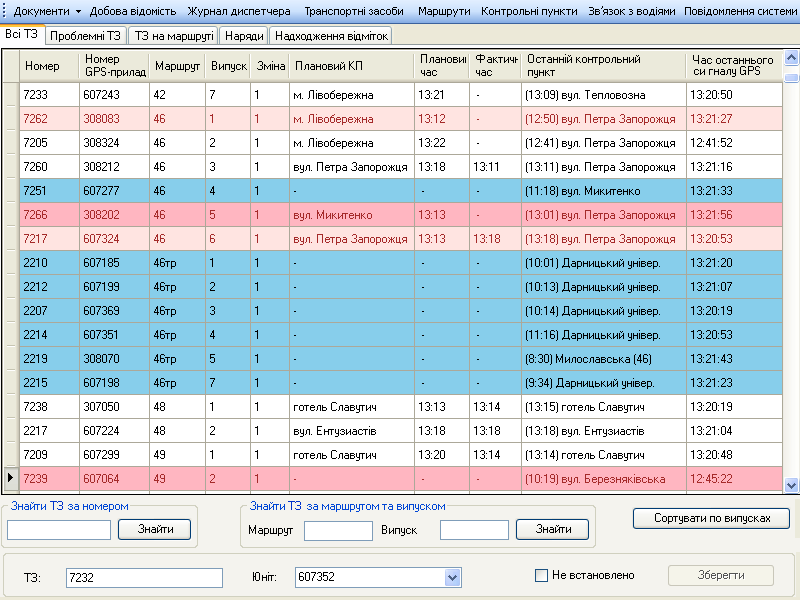 Документи Добова відомість Журнал диспетчера Транспортні засоби Маршрути Контрольні пункти Зв'язок з водіями Повідомлення системи
Всі ТЗ Проблемні ТЗ ТЗ на маршруті Наряди Надходження відміток
Номер Номер GPS-прилад Маршрут Випуск Зміна Плановий КП Плановий час Фактичн час Останній контрольний пункт Час останнього си гналу GPS
7233 607243 42 7 1 м. Лівобережна 13:21 - (13:09) вул. Тепловозна 13:20:50
7262 308083 46 1 1 м. Лівобережна 13:12 - (12:50) вул. Петра Запорожця 13:21:27
7205 308324 46 2 1 м. Лівобережна 13:22 - (12:41) вул. Петра Запорожця 12:41:52
7260 308212 46 3 1 вул. Петра Запорожця 13:18 13:11 (13:11) вул. Петра Запорожця 13:21:16
7251 607277 46 4 1 - - - (11:18) вул. Микитенко 13:21:33
7266 308202 46 5 1 вул. Микитенко 13:13 - (13:01) вул. Петра Запорожця 13:21:56
7217 607324 46 6 1 вул. Петра Запорожця 13:13 13:18 (13:18) вул. Петра Запорожця 13:20:53
2210 607185 46тр 1 1 - - - (10:01) Дарницький універ. 13:21:20
2212 607199 46тр 2 1 - - - (10:13) Дарницький універ. 13:21:07
2207 607369 46тр 3 1 - - - (10:14) Дарницький універ. 13:20:19
2214 607351 46тр 4 1 - - - (11:16) Дарницький універ. 13:20:53
2219 308070 46тр 5 1 - - - (8:30) Милославська (46) 13:21:43
2215 607198 46тр 7 1 - - - (9:34) Дарницький універ. 13:21:23
7238 307050 48 1 1 готель Славутич 13:13 13:14 (13:15) готель Славутич 13:20:19
2217 607224 48 2 1 вул. Ентузиастів 13:18 13:18 (13:18) вул. Ентузиастів 13:21:04
7209 607299 49 1 1 готель Славутич 13:20 13:14 (13:14) готель Славутич 13:20:48
7239 607064 49 2 1 - - - (10:19) вул. Березняківська 12:45:22
Знайти ТЗ за номером Знайти ТЗ за маршрутом та випуском
Знайти Маршрут Випуск Знайти Сортувати по випусках
ТЗ: 7232 Юніт: 607352 Не встановлено Зберегти